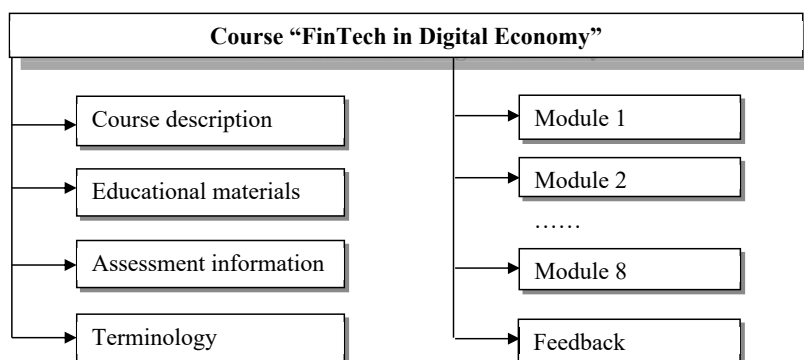 Course “FinTech in Digital Economy”
Course description
Educational materials
Assessment information
Terminology
Module 1
Module 2
……
Module 8
Feedback